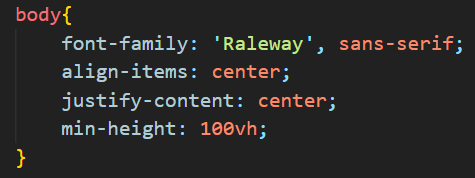 body{
    font-family: 'Raleway', sans-serif;
    align-items: center;
    justify-content: center;
    min-height: 100vh;
}